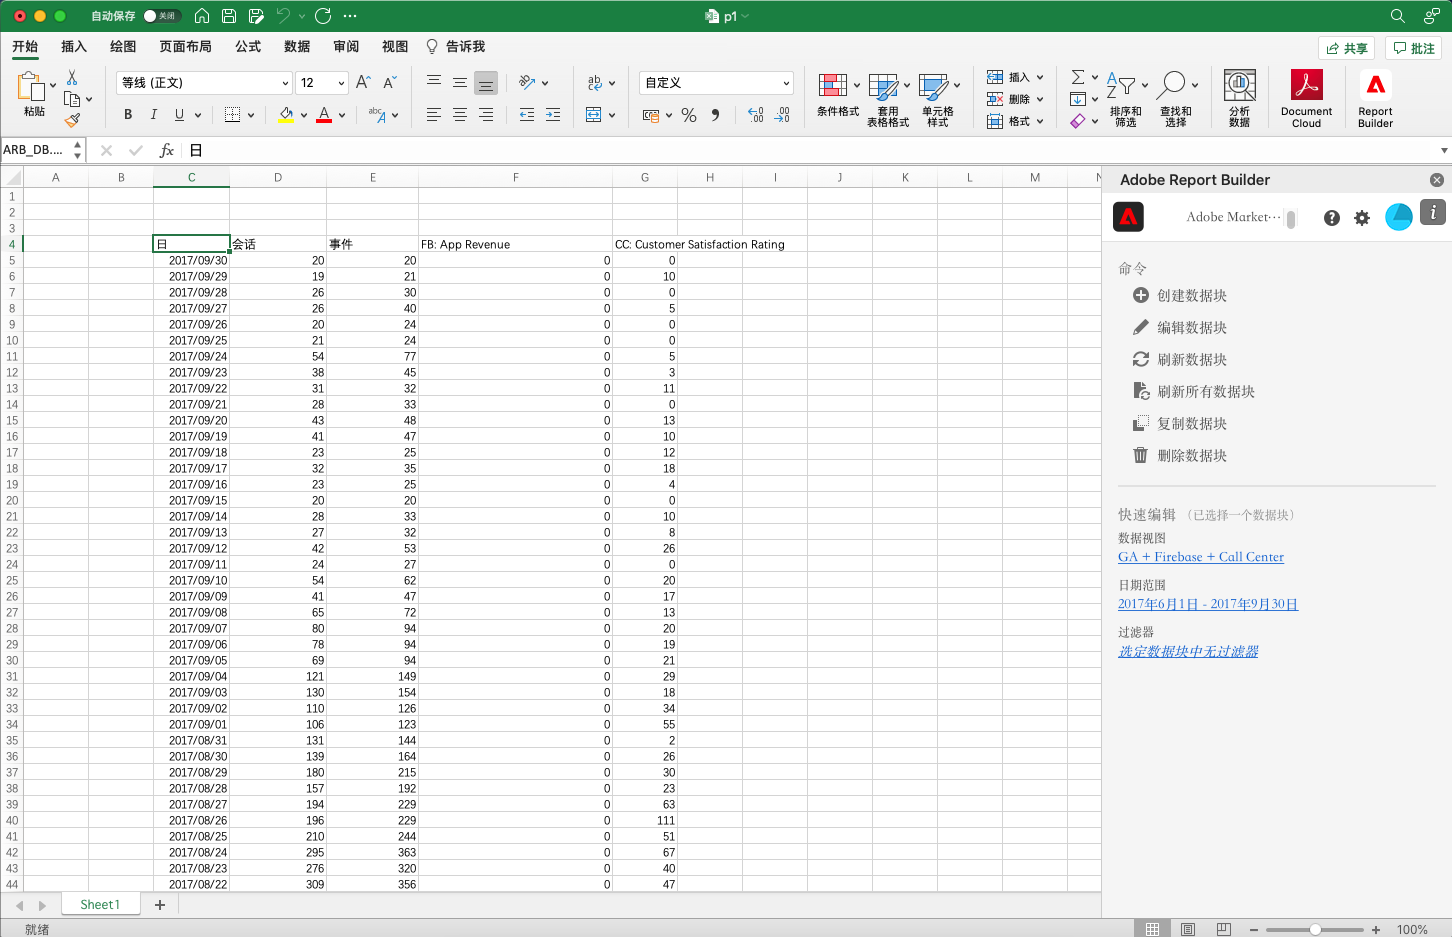 自动保存 关闭 p1
开始 插入 绘图 页面布局 公式 数据 审阅 视图 告诉我 共享 批注
粘贴 等线 (正文) 12 自定义 条件格式 套用 表格格式 单元格 样式 插入 删除 格式 排序和 筛选 查找和 选择 分析 数据 Document Cloud Report Builder
ARB_DB.... fx 日
A B C D E F G H I J K L M N
1
2
3
4 日 会话 事件 FB: App Revenue CC: Customer Satisfaction Rating
5 2017/09/30 20 20 0 0
6 2017/09/29 19 21 0 10
7 2017/09/28 26 30 0 0
8 2017/09/27 26 40 0 5
9 2017/09/26 20 24 0 0
10 2017/09/25 21 24 0 0
11 2017/09/24 54 77 0 5
12 2017/09/23 38 45 0 3
13 2017/09/22 31 32 0 11
14 2017/09/21 28 33 0 0
15 2017/09/20 43 48 0 13
16 2017/09/19 41 47 0 10
17 2017/09/18 23 25 0 12
18 2017/09/17 32 35 0 18
19 2017/09/16 23 25 0 4
20 2017/09/15 20 20 0 0
21 2017/09/14 28 33 0 10
22 2017/09/13 27 32 0 8
23 2017/09/12 42 53 0 26
24 2017/09/11 24 27 0 0
25 2017/09/10 54 62 0 20
26 2017/09/09 41 47 0 17
27 2017/09/08 65 72 0 13
28 2017/09/07 80 94 0 20
29 2017/09/06 78 94 0 19
30 2017/09/05 69 94 0 21
31 2017/09/04 121 149 0 29
32 2017/09/03 130 154 0 18
33 2017/09/02 110 126 0 34
34 2017/09/01 106 123 0 55
35 2017/08/31 131 144 0 2
36 2017/08/30 139 164 0 26
37 2017/08/29 180 215 0 30
38 2017/08/28 157 192 0 23
39 2017/08/27 194 229 0 63
40 2017/08/26 196 229 0 111
41 2017/08/25 210 244 0 51
42 2017/08/24 295 363 0 67
43 2017/08/23 276 320 0 40
44 2017/08/22 309 356 0 47
Adobe Report Builder
Adobe Market···
命令
创建数据块
编辑数据块
刷新数据块
刷新所有数据块
复制数据块
删除数据块
快速编辑 （已选择一个数据块）
数据视图
GA + Firebase + Call Center
日期范围
2017年6月1日 - 2017年9月30日
过滤器
选定数据块中无过滤器
Sheet1 +
就绪 100%